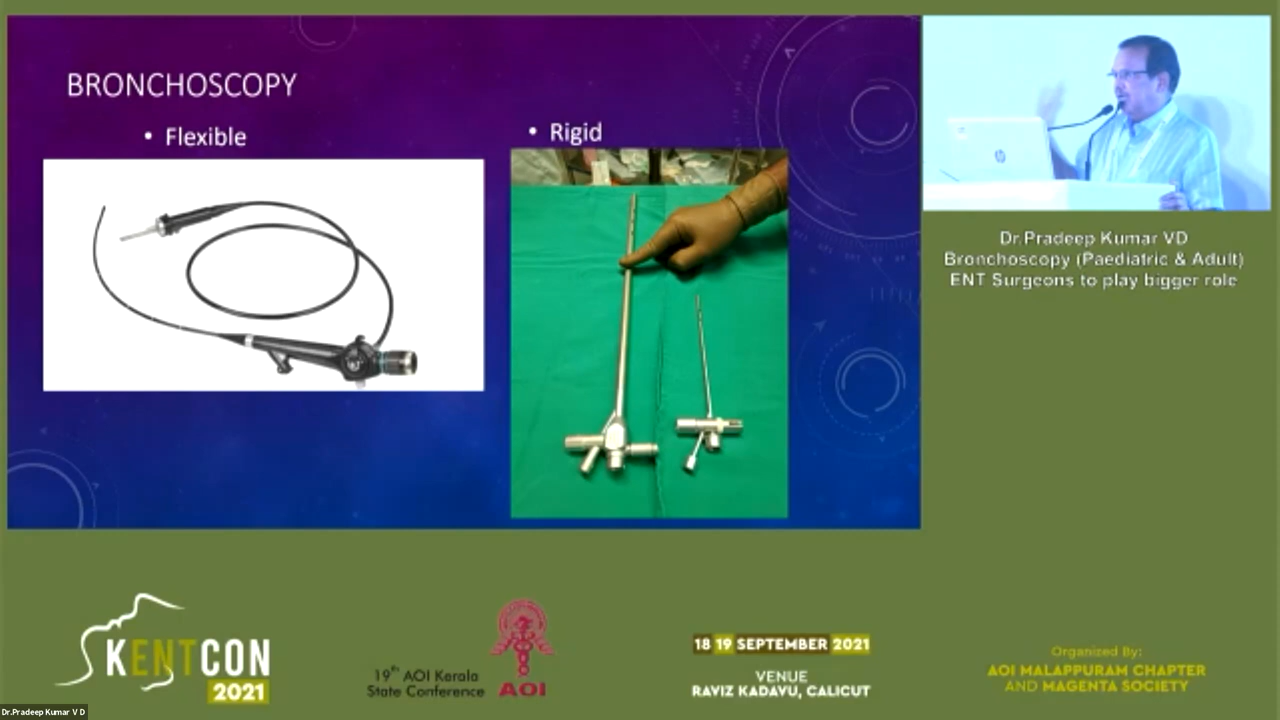 BRONCHOSCOPY
• Flexible
• Rigid
Dr.Pradeep Kumar VD
Bronchoscopy (Paediatric & Adult)
ENT Surgeons to play bigger role
KENTCON
2021
19th AOI Kerala
State Conference
AOI
18 19 SEPTEMBER 2021
VENUE
RAVIZ KADAVU, CALICUT
Organized By:
AOI MALAPPURAM CHAPTER
AND MAGENTA SOCIETY
Dr.Pradeep Kumar V D
hp